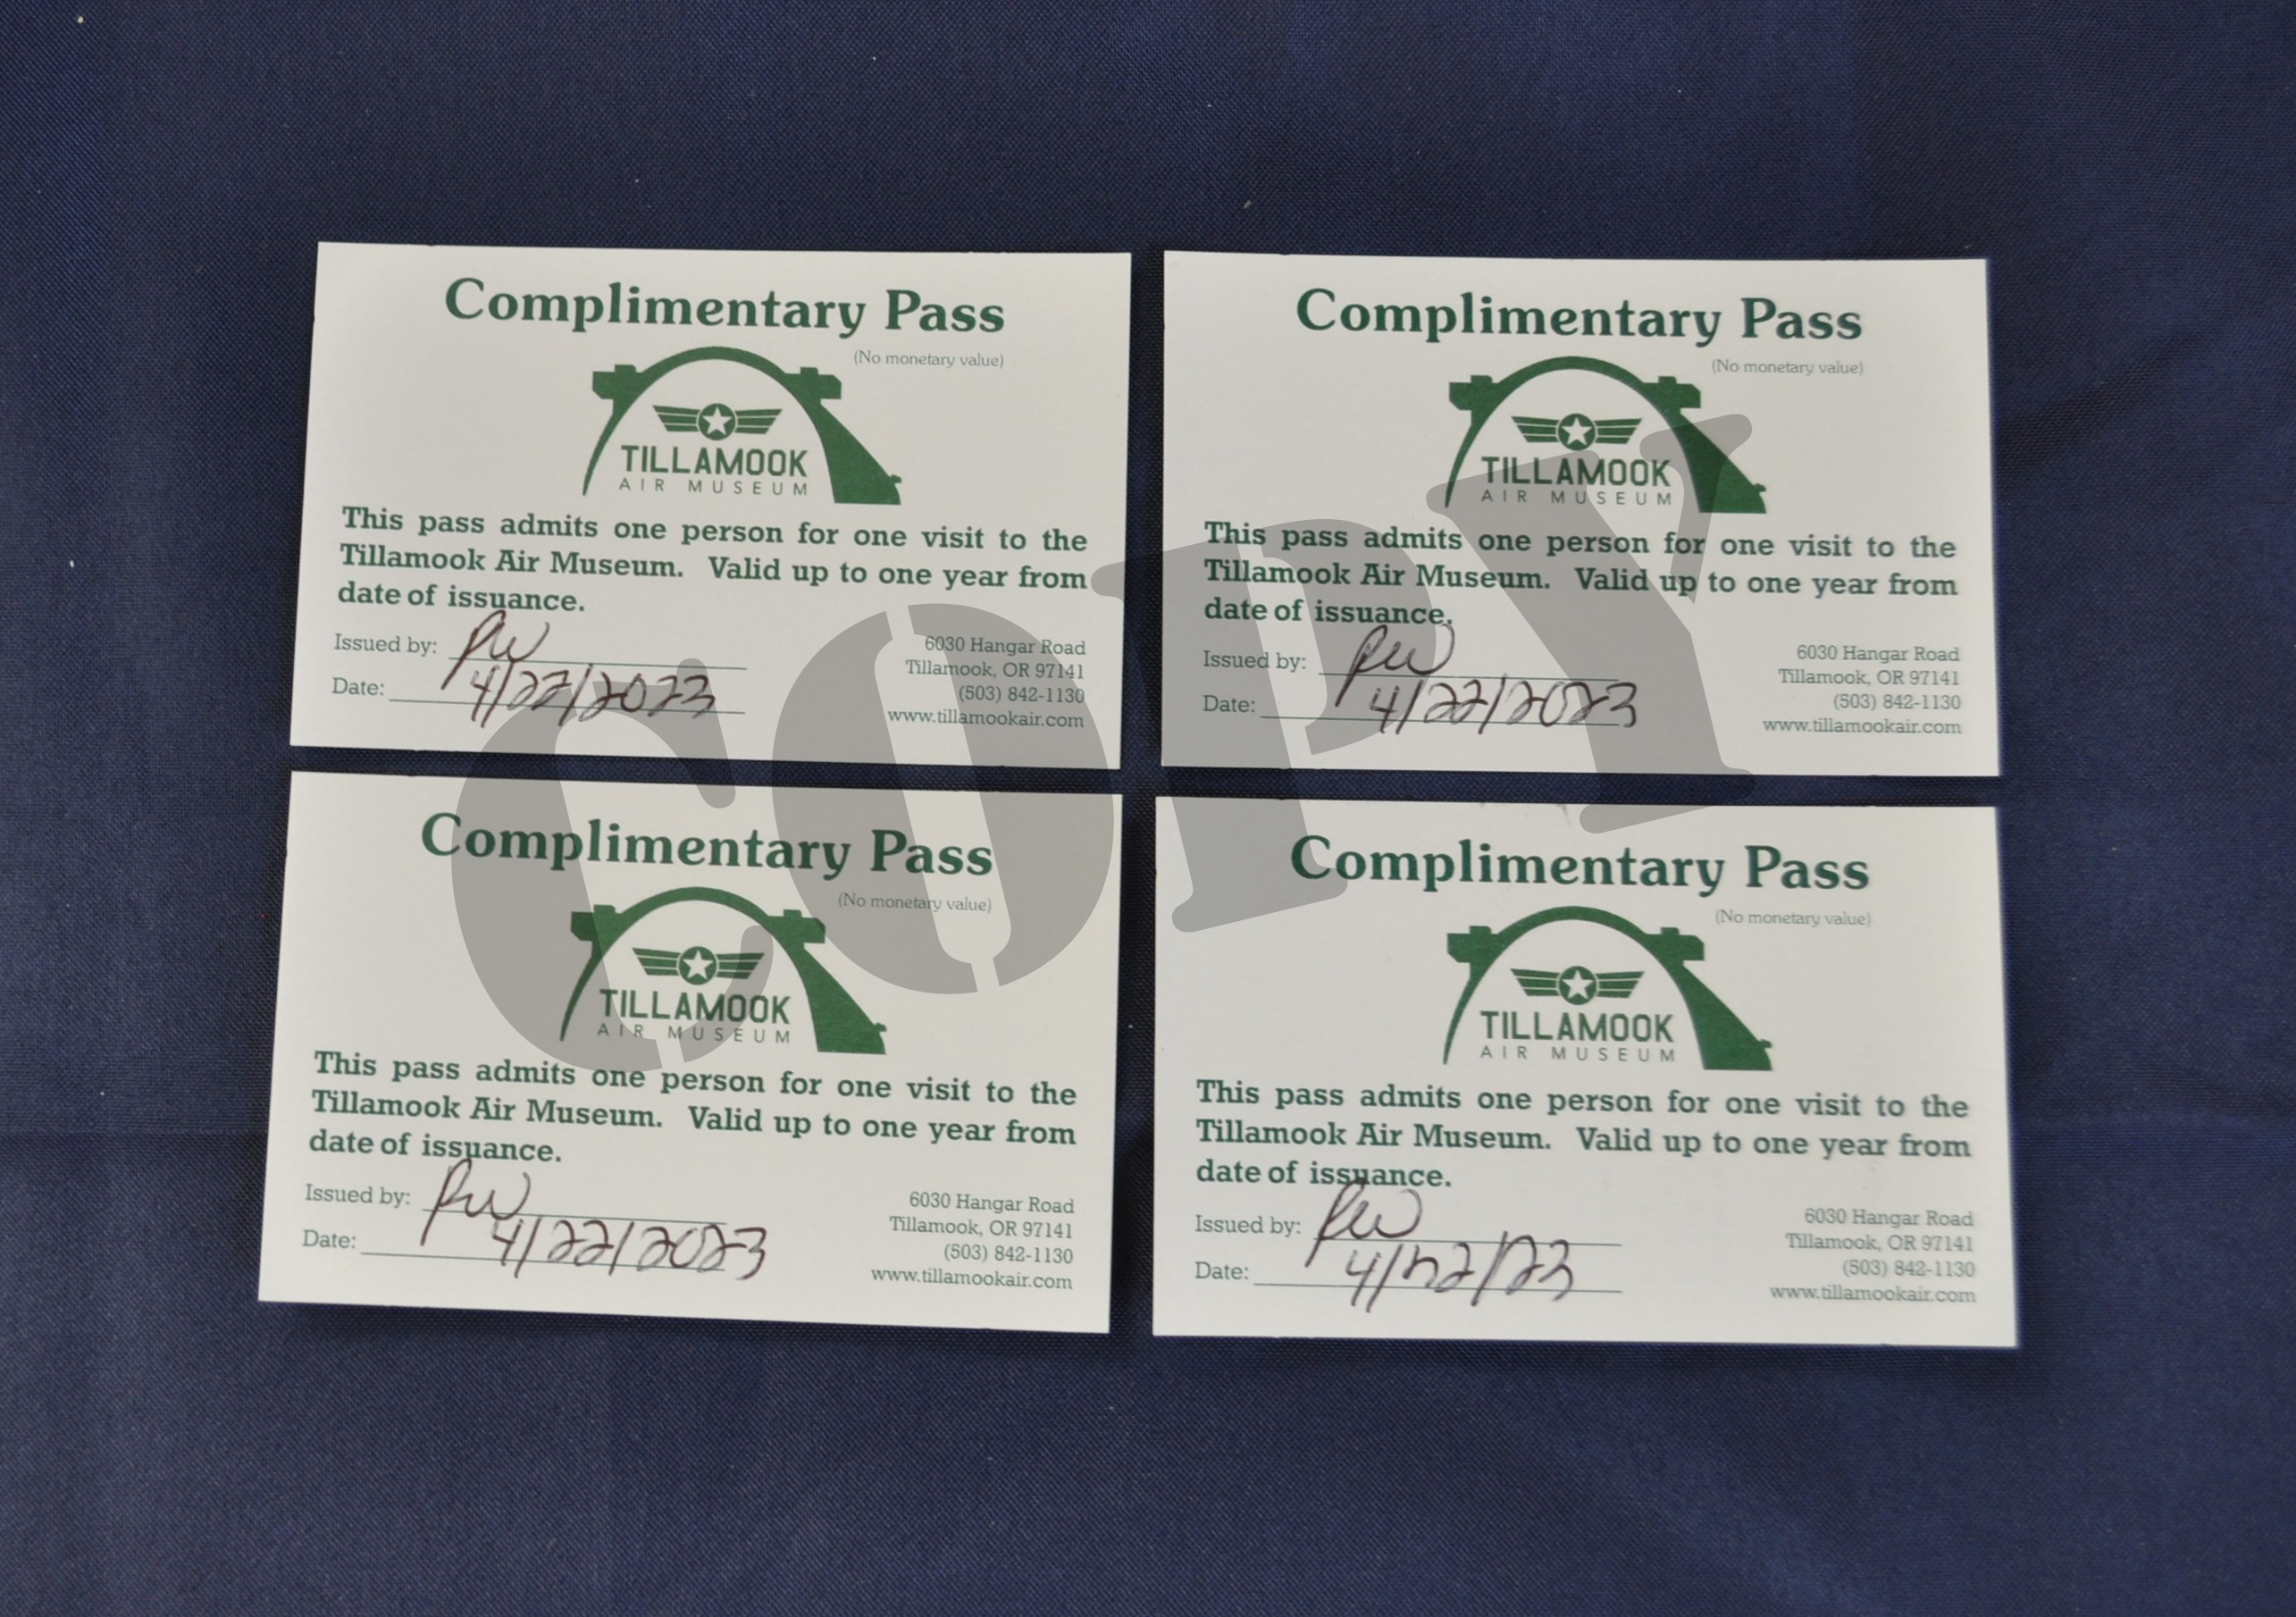 Complimentary Pass
(No monetary value)
TILLAMOOK
AIR MUSEUM
This pass admits one person for one visit to the
Tillamook Air Museum. Valid up to one year from
date of issuance.
Issued by: RW
Date: 4/22/2023
6030 Hangar Road
Tillamook, OR 97141
(503) 842-1130
www.tillamookair.com
Complimentary Pass
(No monetary value)
TILLAMOOK
AIR MUSEUM
This pass admits one person for one visit to the
Tillamook Air Museum. Valid up to one year from
date of issuance.
Issued by: RW
Date: 4/22/2023
6030 Hangar Road
Tillamook, OR 97141
(503) 842-1130
www.tillamookair.com
Complimentary Pass
(No monetary value)
TILLAMOOK
AIR MUSEUM
This pass admits one person for one visit to the
Tillamook Air Museum. Valid up to one year from
date of issuance.
Issued by: RW
Date: 4/22/2023
6030 Hangar Road
Tillamook, OR 97141
(503) 842-1130
www.tillamookair.com
Complimentary Pass
(No monetary value)
TILLAMOOK
AIR MUSEUM
This pass admits one person for one visit to the
Tillamook Air Museum. Valid up to one year from
date of issuance.
Issued by: RW
Date: 4/22/23
6030 Hangar Road
Tillamook, OR 97141
(503) 842-1130
www.tillamookair.com
COPY